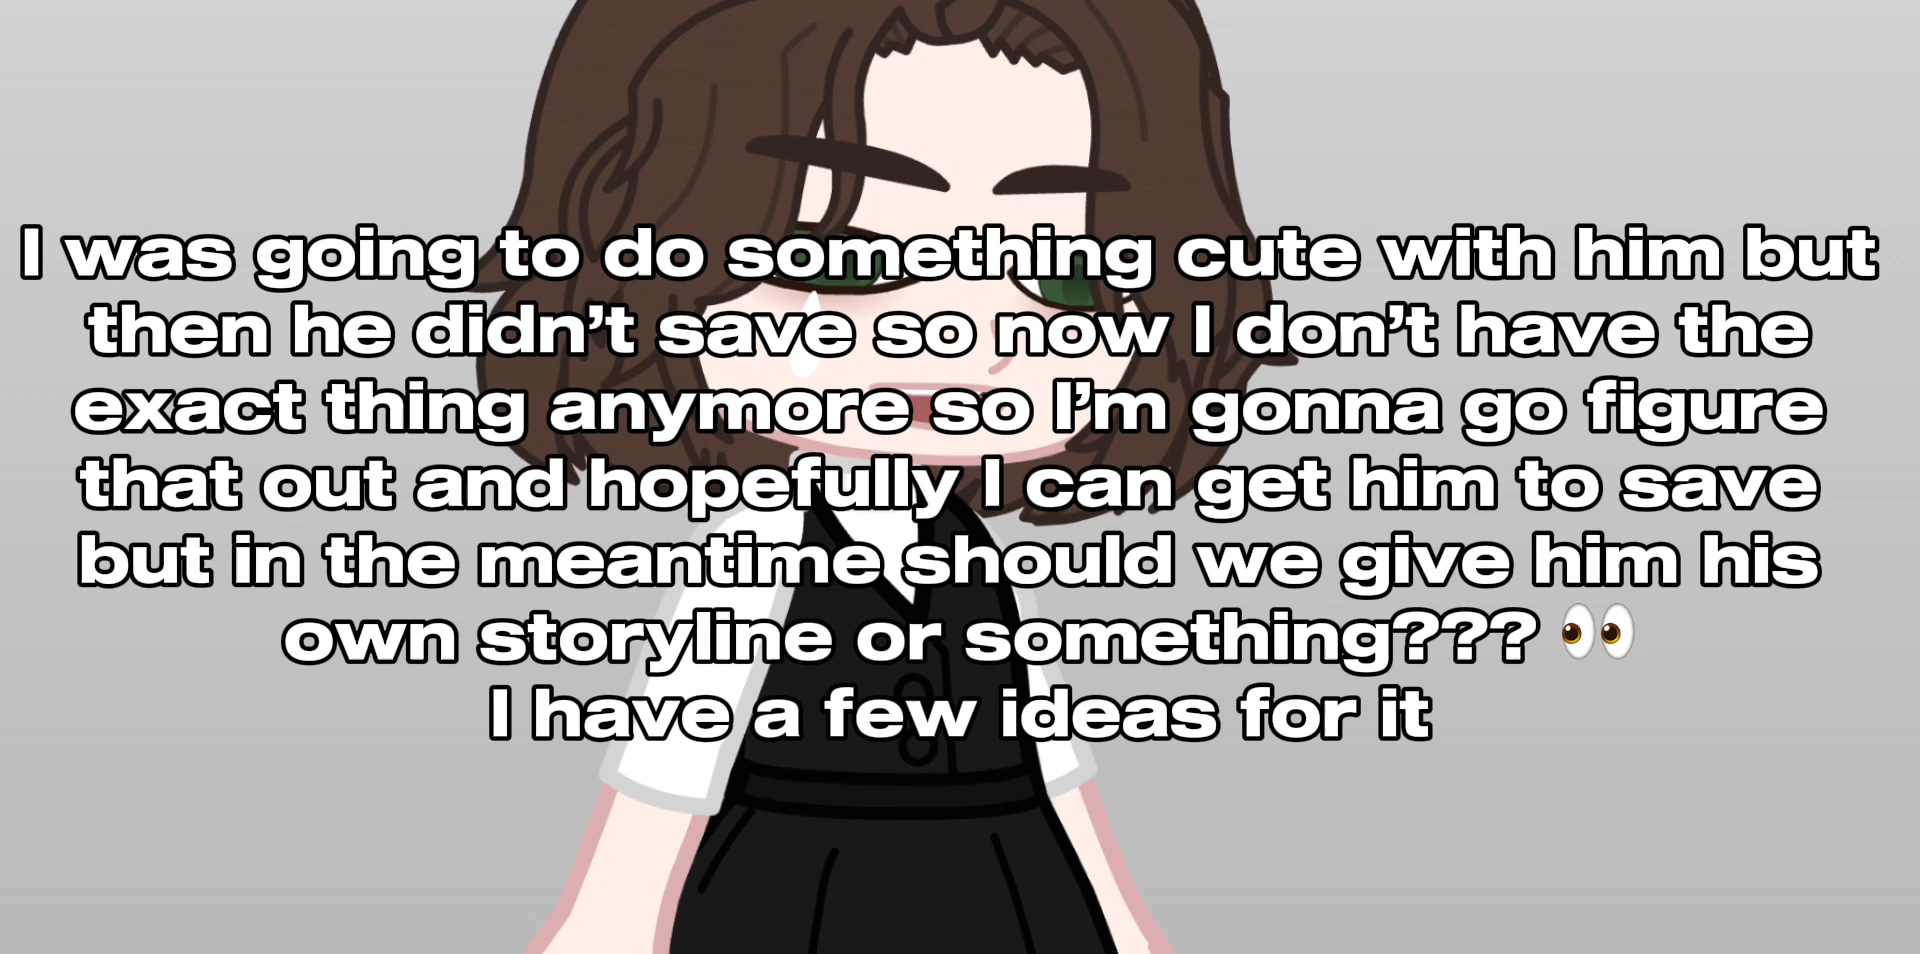 I was going to do something cute with him but
then he didn’t save so now I don’t have the
exact thing anymore so I’m gonna go figure
that out and hopefully I can get him to save
but in the meantime should we give him his
own storyline or something??? 👀
I have a few ideas for it